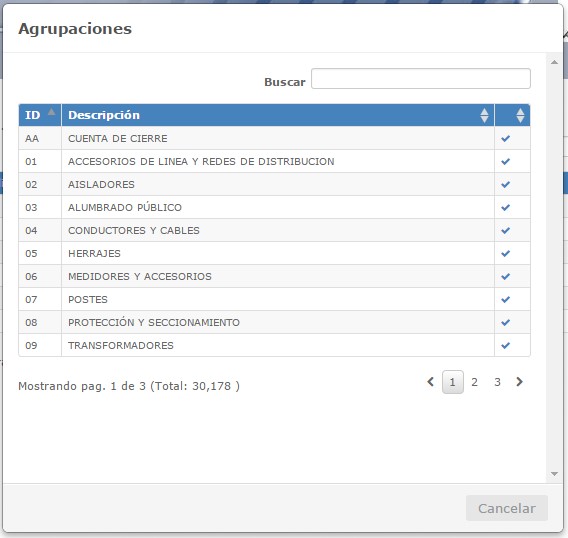 Agrupaciones
Buscar
ID Descripción
AA CUENTA DE CIERRE
01 ACCESORIOS DE LINEA Y REDES DE DISTRIBUCION
02 AISLADORES
03 ALUMBRADO PÚBLICO
04 CONDUCTORES Y CABLES
05 HERRAJES
06 MEDIDORES Y ACCESORIOS
07 POSTES
08 PROTECCIÓN Y SECCIONAMIENTO
09 TRANSFORMADORES
Mostrando pag. 1 de 3 (Total: 30,178 ) 1 2 3
Cancelar